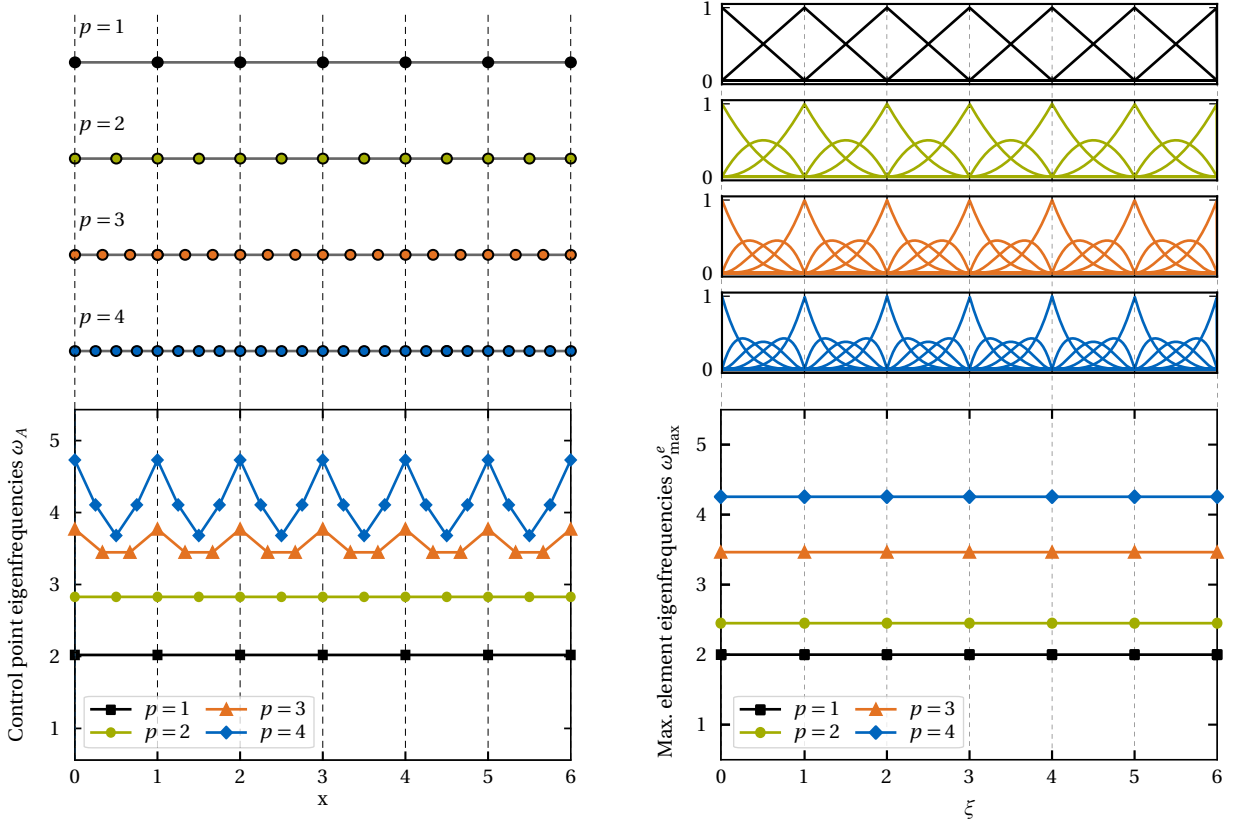 p = 1
p = 2
p = 3
p = 4
Control point eigenfrequencies ω_A
5
4
3
2
1
p = 1 p = 3
p = 2 p = 4
0 1 2 3 4 5 6
x
1
0
1
0
1
0
1
0
Max. element eigenfrequencies ω^e_max
5
4
3
2
1
p = 1 p = 3
p = 2 p = 4
0 1 2 3 4 5 6
ξ